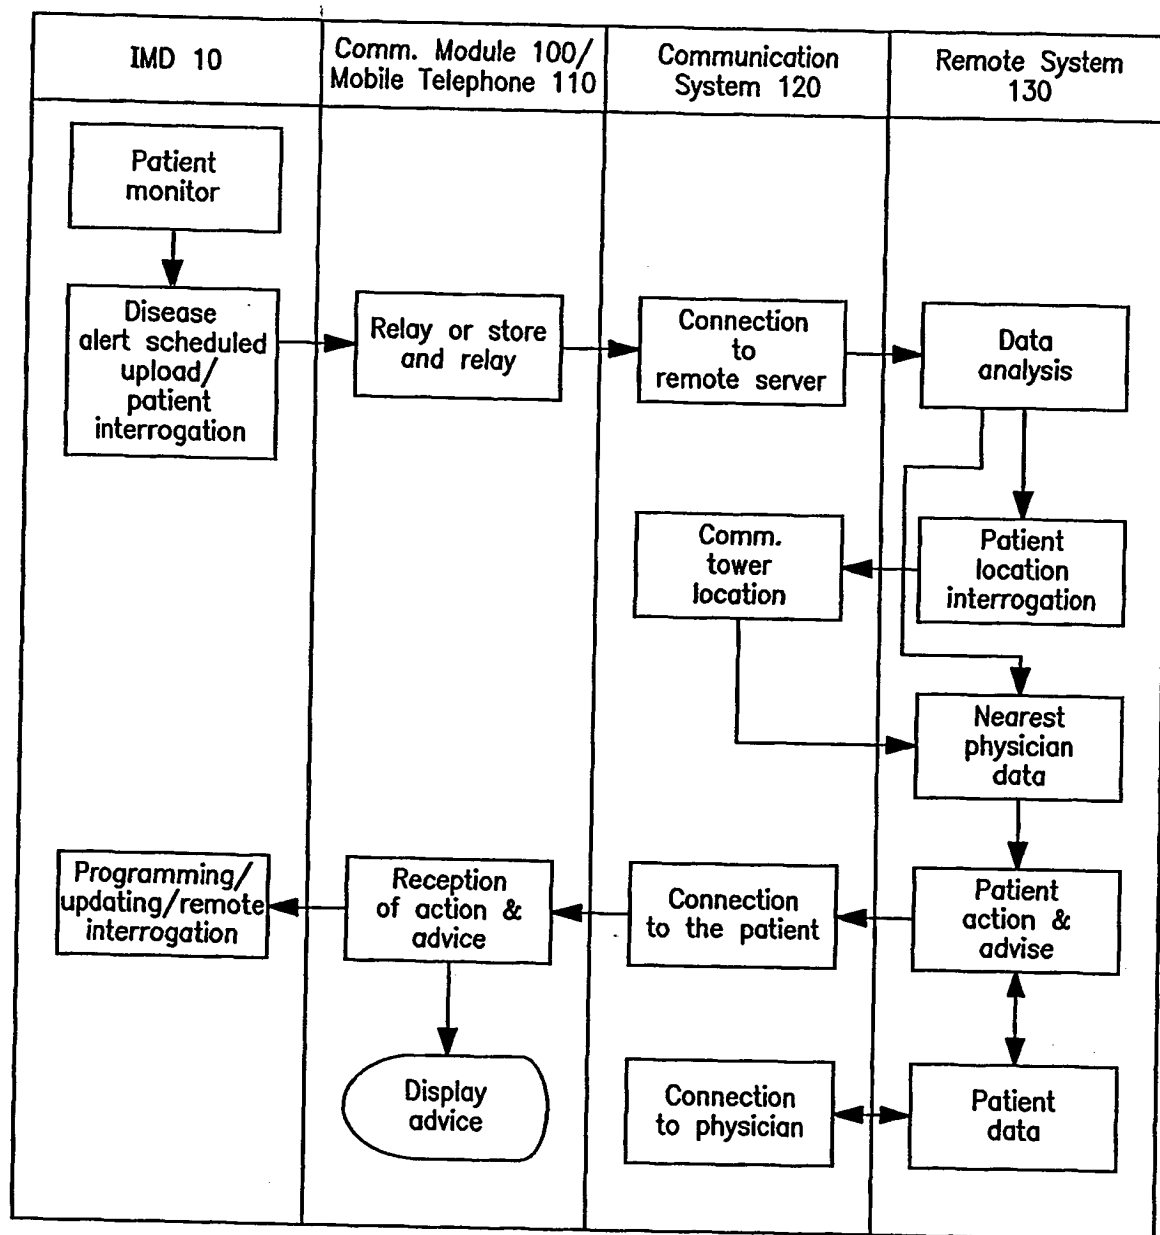 IMD 10
Comm. Module 100/
Mobile Telephone 110
Communication
System 120
Remote System
130
Patient
monitor
Disease
alert scheduled
upload/
patient
interrogation
Relay or store
and relay
Connection
to
remote server
Data
analysis
Comm.
tower
location
Patient
location
interrogation
Nearest
physician
data
Programming/
updating/remote
interrogation
Reception
of action &
advice
Connection
to the patient
Patient
action &
advise
Display
advice
Connection
to physician
Patient
data